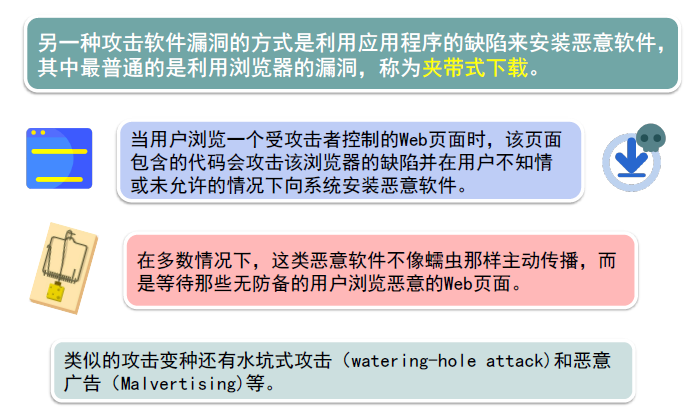 另一种攻击软件漏洞的方式是利用应用程序的缺陷来安装恶意软件，
其中最普通的是利用浏览器的漏洞，称为夹带式下载。
当用户浏览一个受攻击者控制的Web页面时，该页面
包含的代码会攻击该浏览器的缺陷并在用户不知情
或未允许的情况下向系统安装恶意软件。
在多数情况下，这类恶意软件不像蠕虫那样主动传播，而
是等待那些无防备的用户浏览恶意的Web页面。
类似的攻击变种还有水坑式攻击（watering-hole attack)和恶意
广告（Malvertising)等。